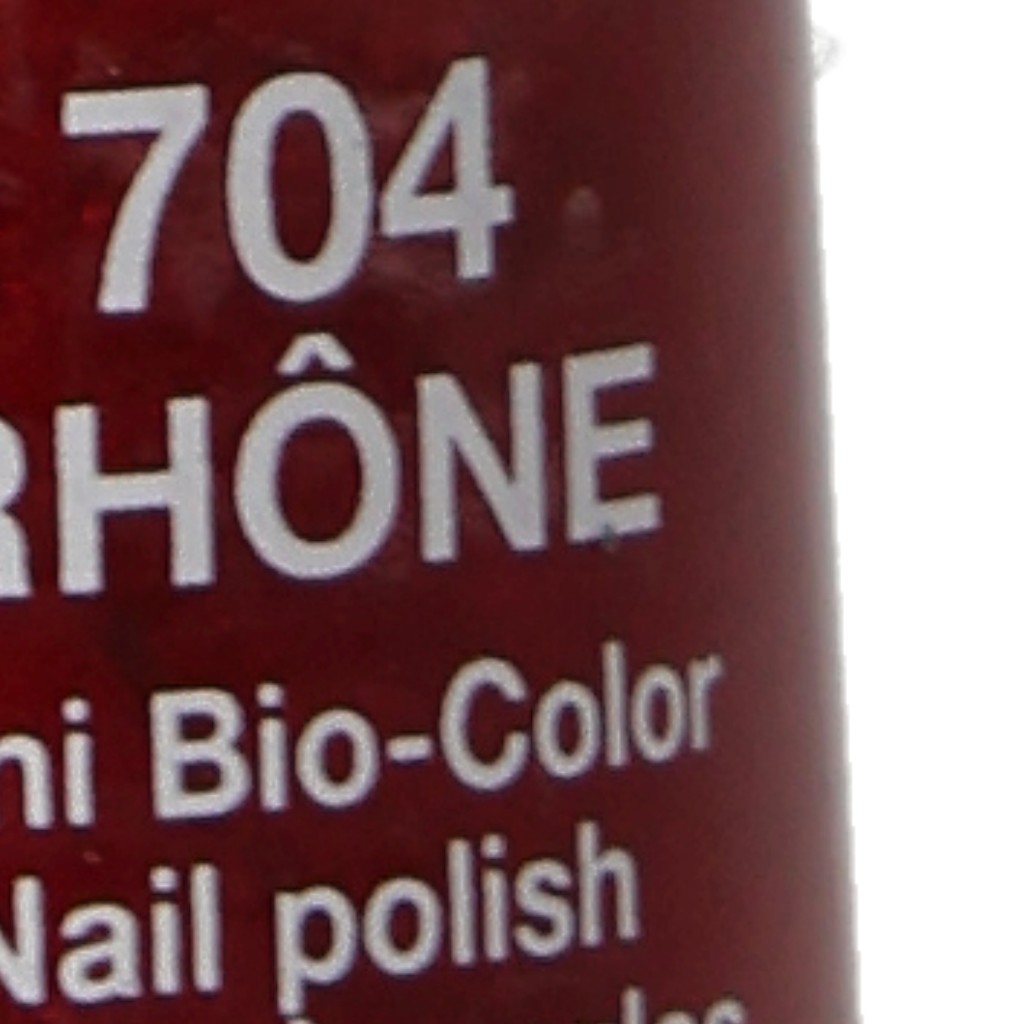 704
RHÔNE
ni Bio-Color
Nail polish